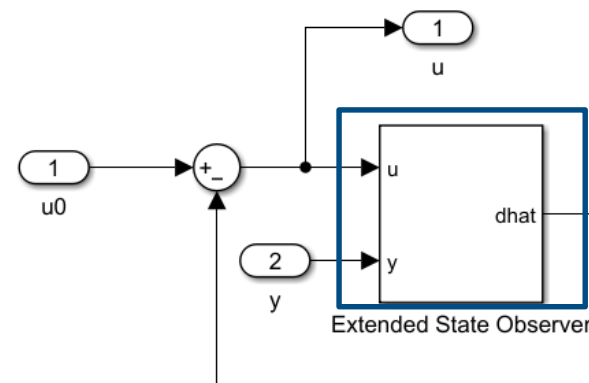 1
u
1
u0
+
_
u
dhat
2
y
y
Extended State Observer